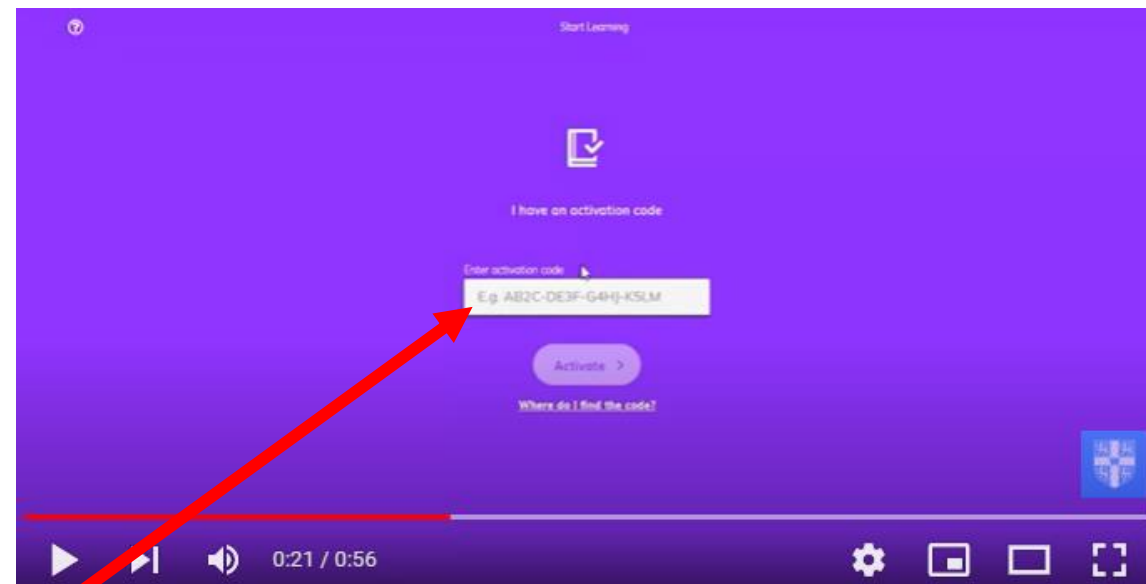 Start Learning
I have an activation code
Enter activation code
E.g. AB2C-DE3F-G4HJ-K5LM
Activate >
Where do I find the code?
0:21 / 0:56